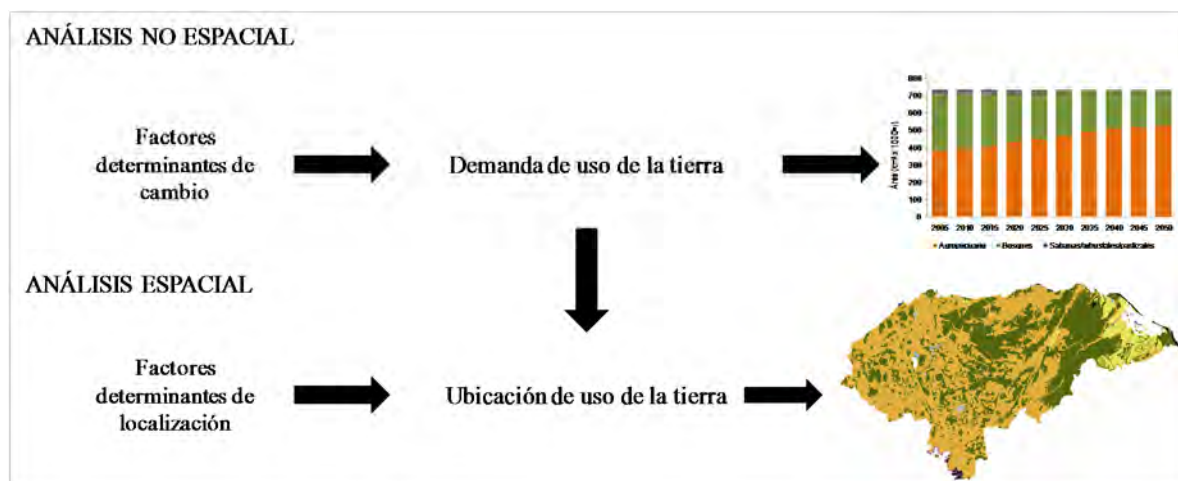 ANÁLISIS NO ESPACIAL
Factores
determinantes de
cambio
Demanda de uso de la tierra
800
700
600
500
400
300
200
100
0
2005 2010 2015 2020 2025 2030 2035 2040 2045 2050
Agropecuario Bosques
ANÁLISIS ESPACIAL
Factores
determinantes de
localización
Ubicación de uso de la tierra